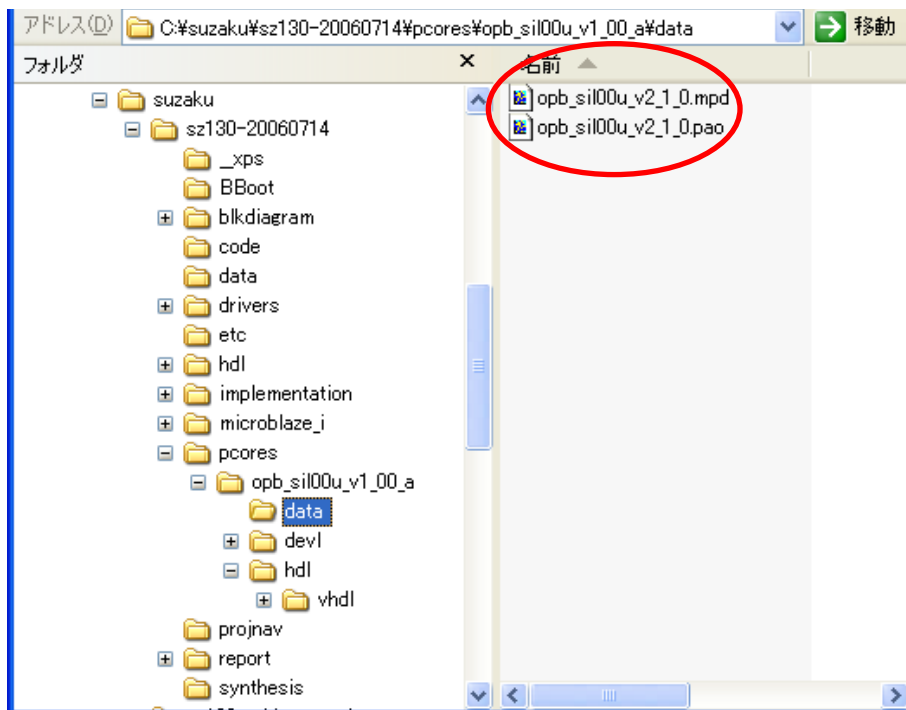 アドレス(D) C:¥suzaku¥sz130-20060714¥pcores¥opb_sil00u_v1_00_a¥data 移動
フォルダ × 名前
suzaku
sz130-20060714
_xps
BBoot
blkdiagram
code
data
drivers
etc
hdl
implementation
microblaze_i
pcores
opb_sil00u_v1_00_a
data
devl
hdl
vhdl
projnav
report
synthesis
opb_sil00u_v2_1_0.mpd
opb_sil00u_v2_1_0.pao